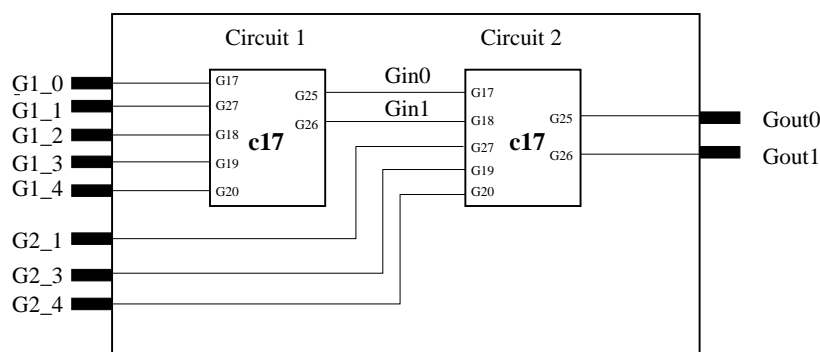 Circuit 1
Circuit 2
G1_0
G1_1
G1_2
G1_3
G1_4
G2_1
G2_3
G2_4
G17
G27
G18
G19
G20
G25
G26
c17
Gin0
Gin1
G17
G18
G27
G19
G20
G25
G26
c17
Gout0
Gout1